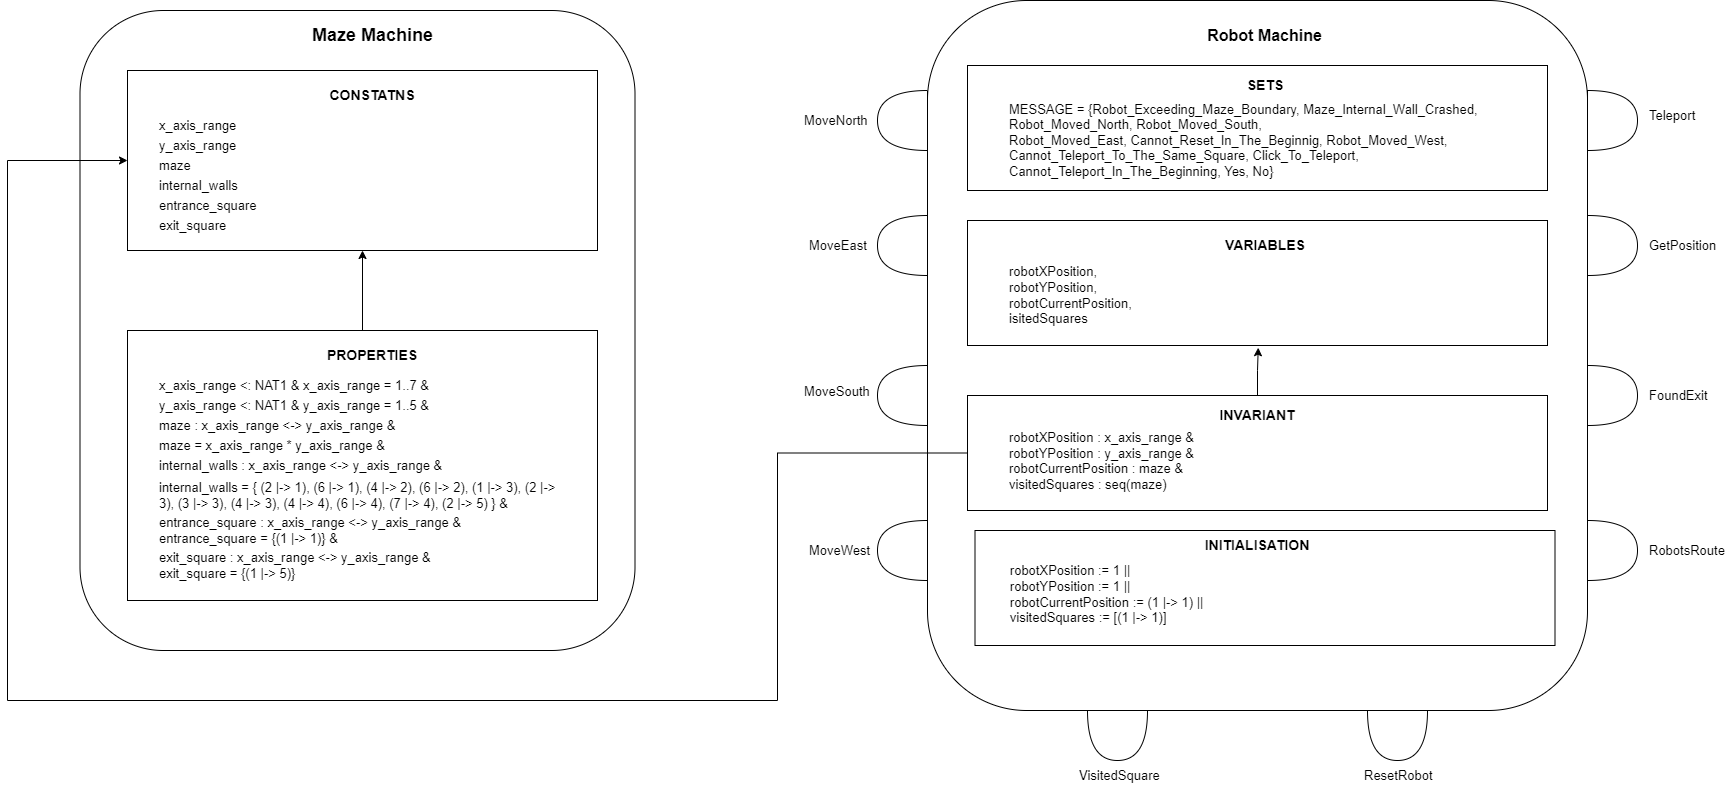 Maze Machine
CONSTATNS
x_axis_range
y_axis_range
maze
internal_walls
entrance_square
exit_square
PROPERTIES
x_axis_range <: NAT1 & x_axis_range = 1..7 &
y_axis_range <: NAT1 & y_axis_range = 1..5 &
maze : x_axis_range <-> y_axis_range &
maze = x_axis_range * y_axis_range &
internal_walls : x_axis_range <-> y_axis_range &
internal_walls = { (2 |-> 1), (6 |-> 1), (4 |-> 2), (6 |-> 2), (1 |-> 3), (2 |->
3), (3 |-> 3), (4 |-> 3), (4 |-> 4), (6 |-> 4), (7 |-> 4), (2 |-> 5) } &
entrance_square : x_axis_range <-> y_axis_range &
entrance_square = {(1 |-> 1)} &
exit_square : x_axis_range <-> y_axis_range &
exit_square = {(1 |-> 5)}
Robot Machine
SETS
MESSAGE = {Robot_Exceeding_Maze_Boundary, Maze_Internal_Wall_Crashed,
Robot_Moved_North, Robot_Moved_South,
Robot_Moved_East, Cannot_Reset_In_The_Beginnig, Robot_Moved_West,
Cannot_Teleport_To_The_Same_Square, Click_To_Teleport,
Cannot_Teleport_In_The_Beginning, Yes, No}
VARIABLES
robotXPosition,
robotYPosition,
robotCurrentPosition,
isitedSquares
INVARIANT
robotXPosition : x_axis_range &
robotYPosition : y_axis_range &
robotCurrentPosition : maze &
visitedSquares : seq(maze)
INITIALISATION
robotXPosition := 1 ||
robotYPosition := 1 ||
robotCurrentPosition := (1 |-> 1) ||
visitedSquares := [(1 |-> 1)]
MoveNorth
MoveEast
MoveSouth
MoveWest
Teleport
GetPosition
FoundExit
RobotsRoute
VisitedSquare
ResetRobot